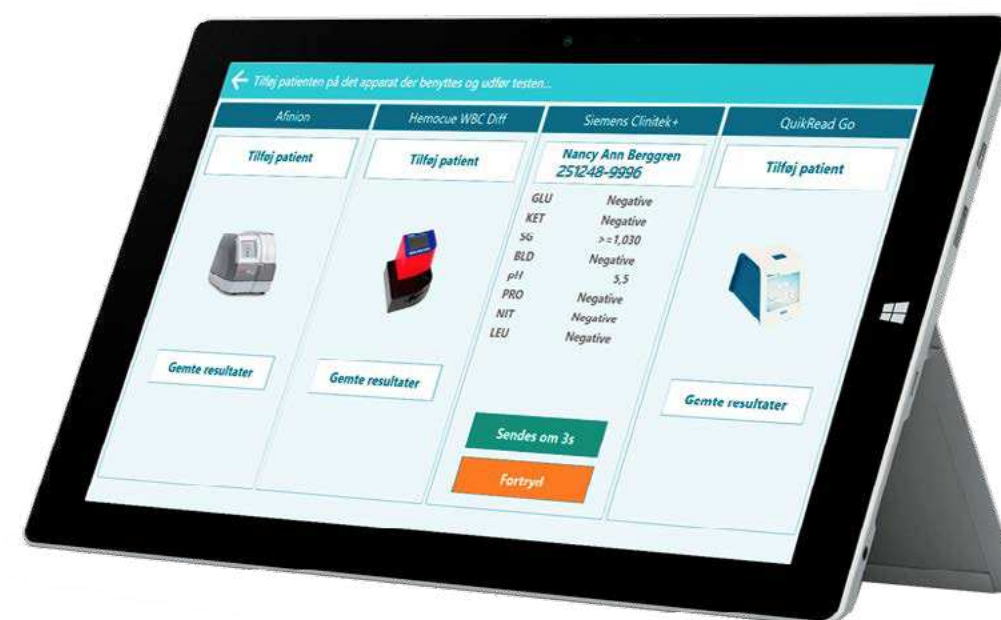 Tilføj patienten på det apparat der benyttes og udfør testen...
Afinion
Tilføj patient
Gemte resultater
Hemocue WBC Diff
Tilføj patient
Gemte resultater
Siemens Clinitek+
Nancy Ann Berggren
251248-9996
GLU Negative
KET Negative
SG >=1,030
BLD Negative
pH 5,5
PRO Negative
NIT Negative
LEU Negative
Sendes om 3s
Fortryd
QuikRead Go
Tilføj patient
Gemte resultater